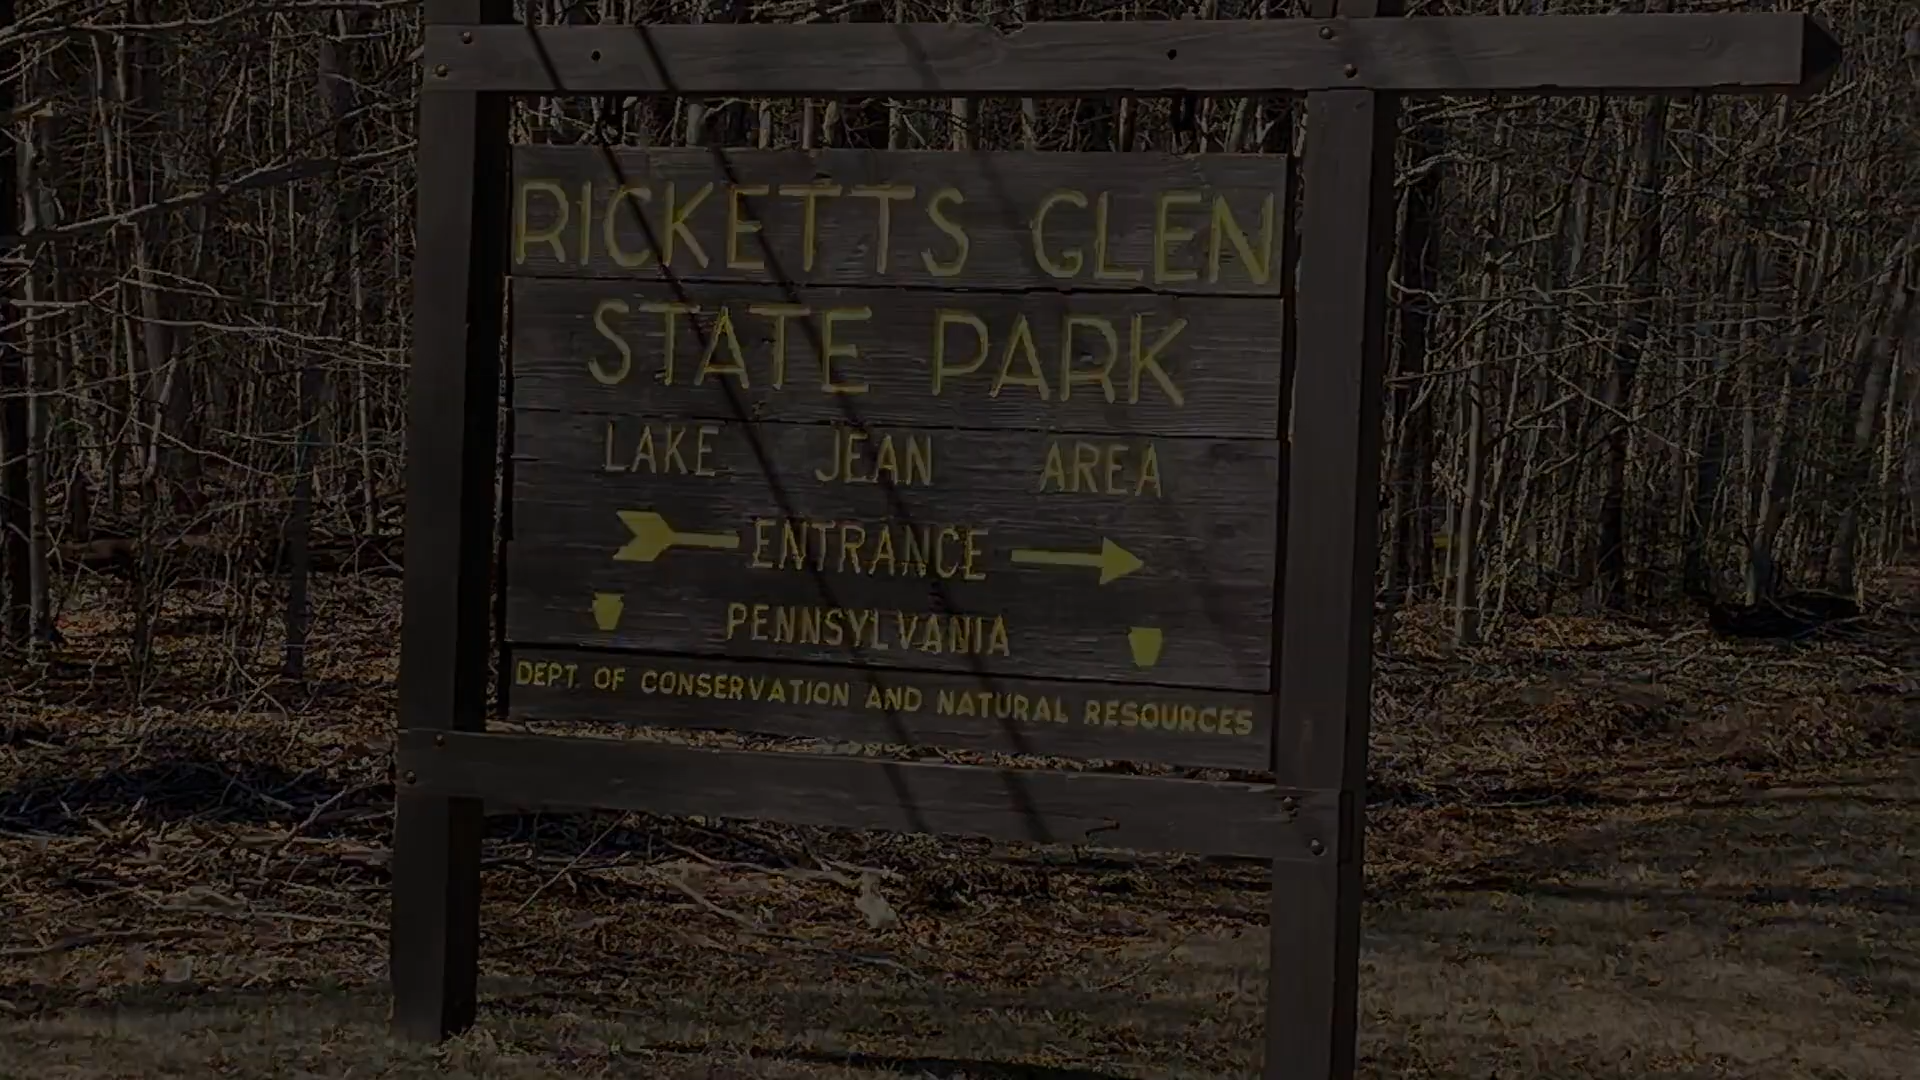 RICKETTS GLEN
STATE PARK
LAKE JEAN AREA
ENTRANCE
PENNSYLVANIA
DEPT. OF CONSERVATION AND NATURAL RESOURCES